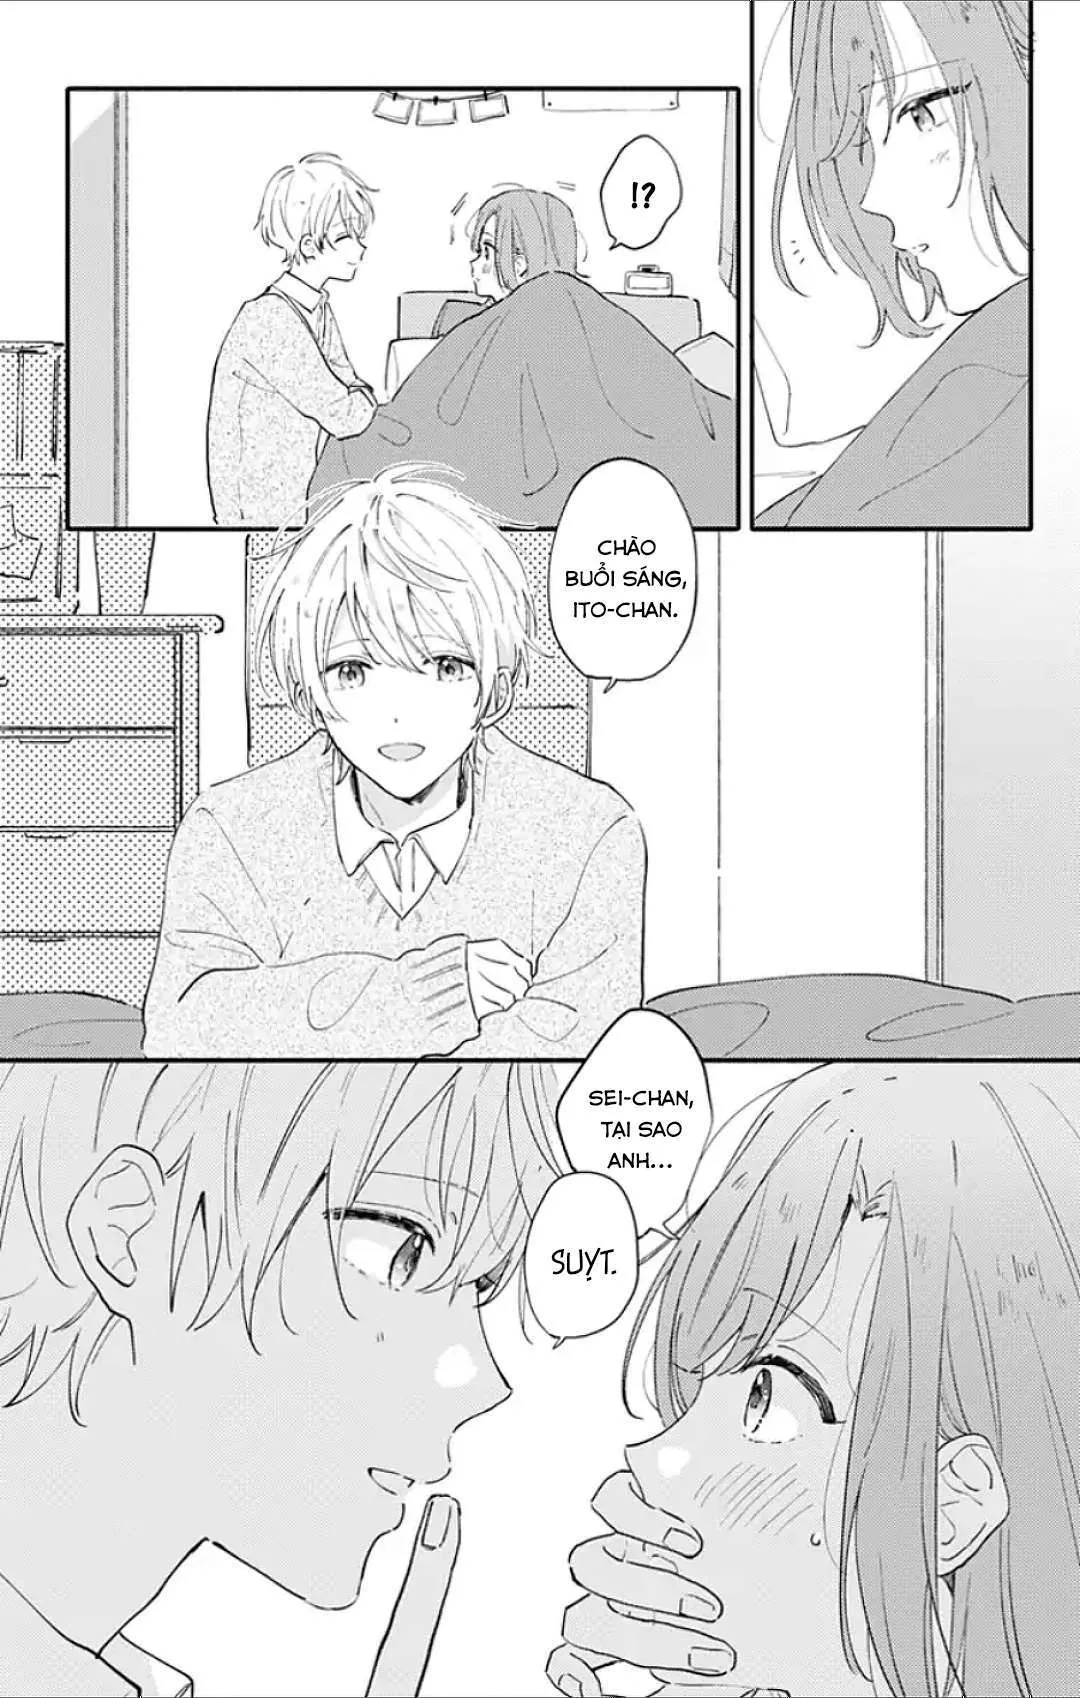 !?
CHÀO
BUỔI SÁNG,
ITO-CHAN.
SEI-CHAN,
TẠI SAO
ANH...
SUỴT.